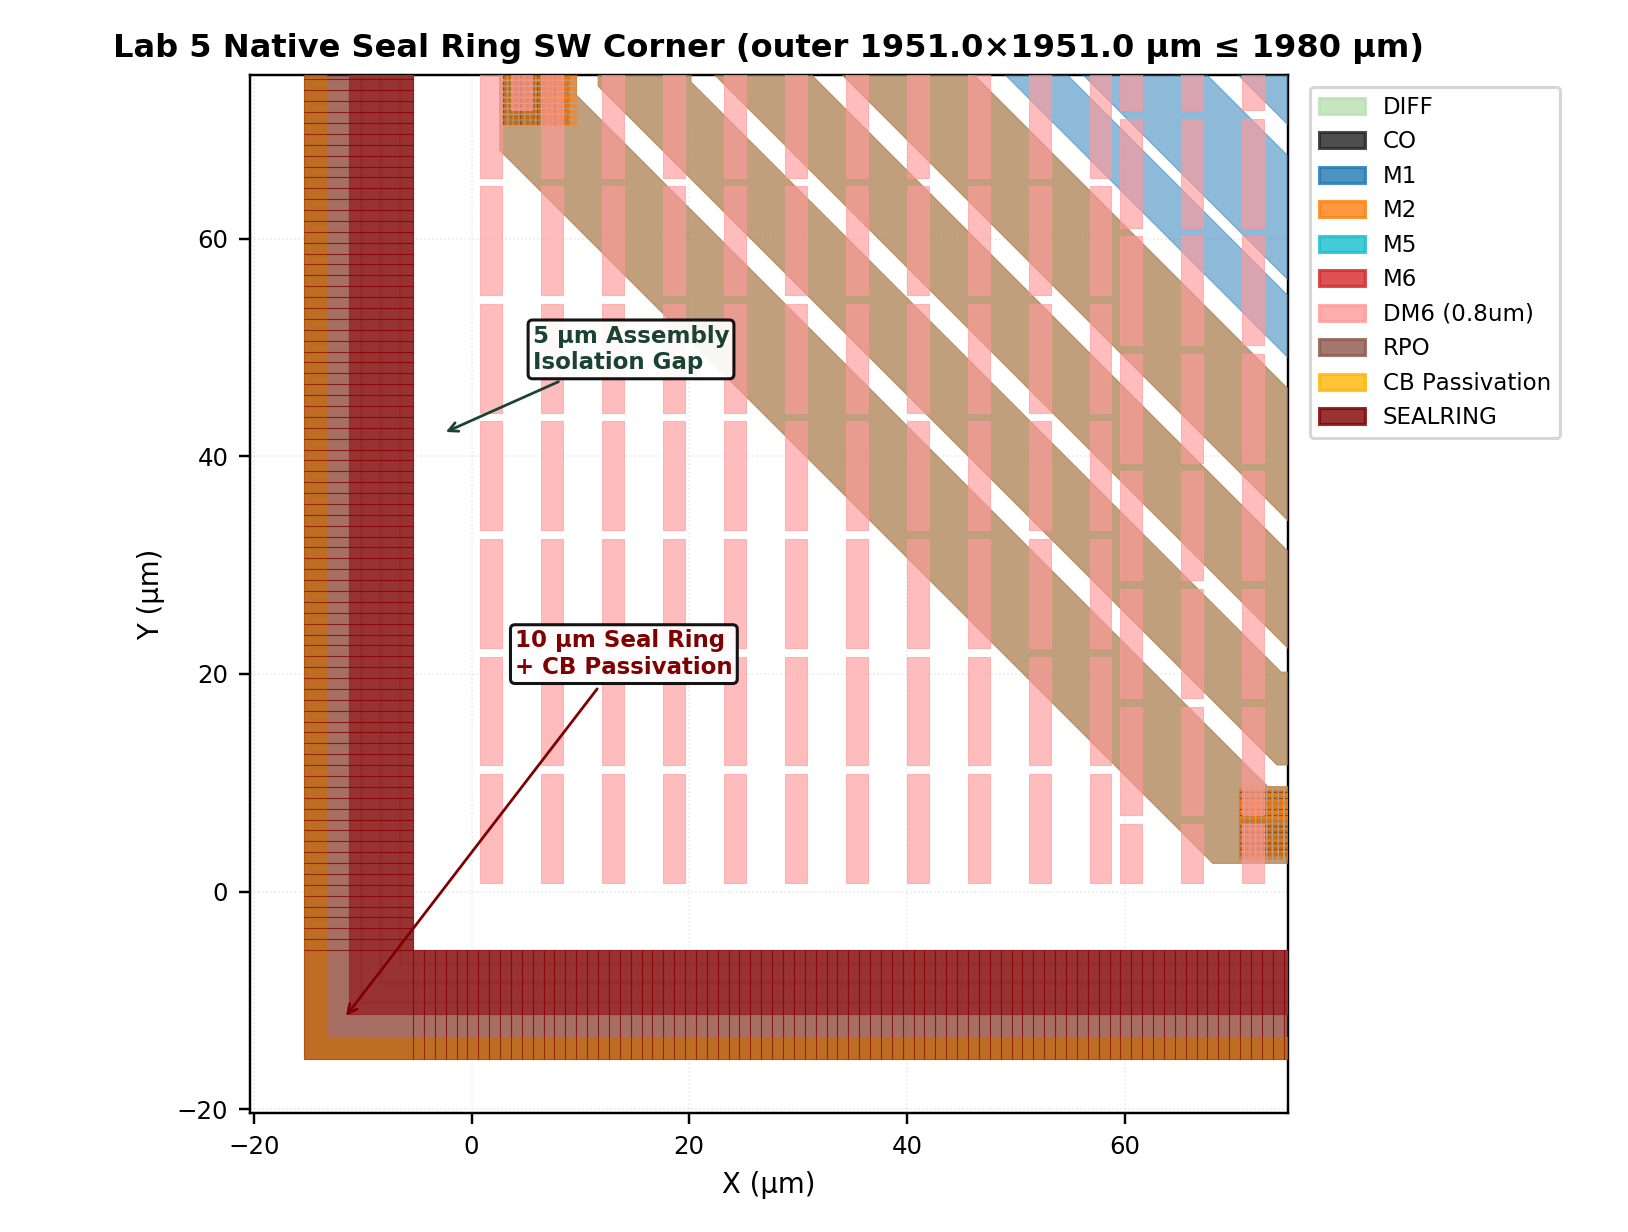 Lab 5 Native Seal Ring SW Corner (outer 1951.0×1951.0 µm ≤ 1980 µm)
DIFF
CO
M1
M2
M5
M6
DM6 (0.8um)
RPO
CB Passivation
SEALRING
5 µm Assembly
Isolation Gap
10 µm Seal Ring
+ CB Passivation
Y (µm)
60
40
20
0
−20
−20
0
20
40
60
X (µm)